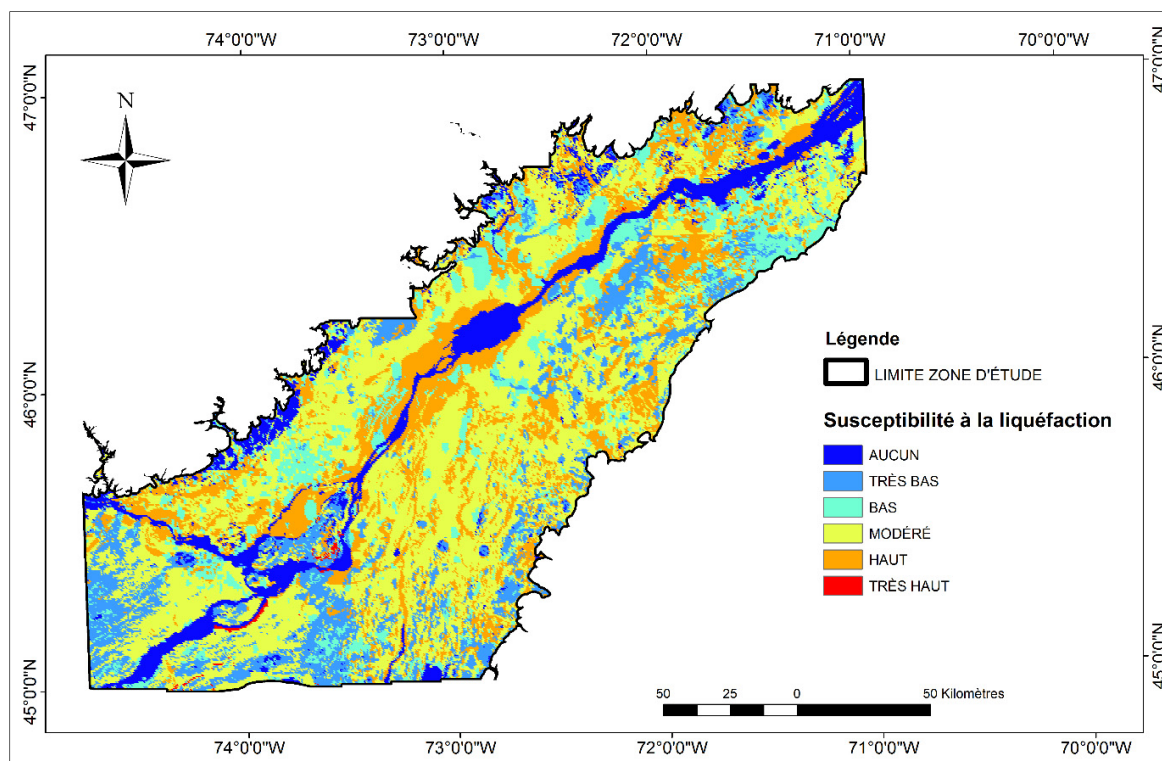 74°0'0"W 73°0'0"W 72°0'0"W 71°0'0"W 70°0'0"W
47°0'0"N
47°0'0"N
N
46°0'0"N
46°0'0"N
45°0'0"N
45°0'0"N
Légende
LIMITE ZONE D'ÉTUDE
Susceptibilité à la liquéfaction
AUCUN
TRÈS BAS
BAS
MODÉRÉ
HAUT
TRÈS HAUT
50 25 0 50 Kilomètres
74°0'0"W 73°0'0"W 72°0'0"W 71°0'0"W 70°0'0"W